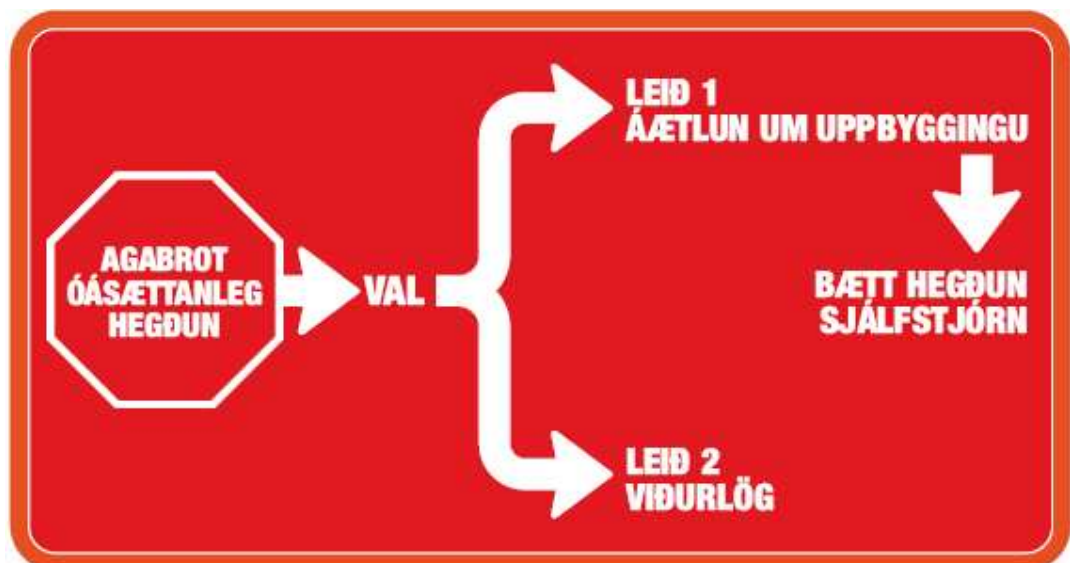 AGABROT
ÓÁSÆTTANLEG
HEGÐUN
VAL
LEIÐ 1
ÁÆTLUN UM UPPBYGGINGU
BÆTT HEGÐUN
SJÁLFSTJÓRN
LEIÐ 2
VIÐURLÖG